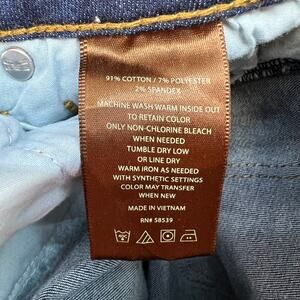 91% COTTON / 7% POLYESTER
2% SPANDEX
MACHINE WASH WARM INSIDE OUT
TO RETAIN COLOR
ONLY NON-CHLORINE BLEACH
WHEN NEEDED
TUMBLE DRY LOW
OR LINE DRY
WARM IRON AS NEEDED
WITH SYNTHETIC SETTINGS
COLOR MAY TRANSFER
WHEN NEW
MADE IN VIETNAM
RN# 58539